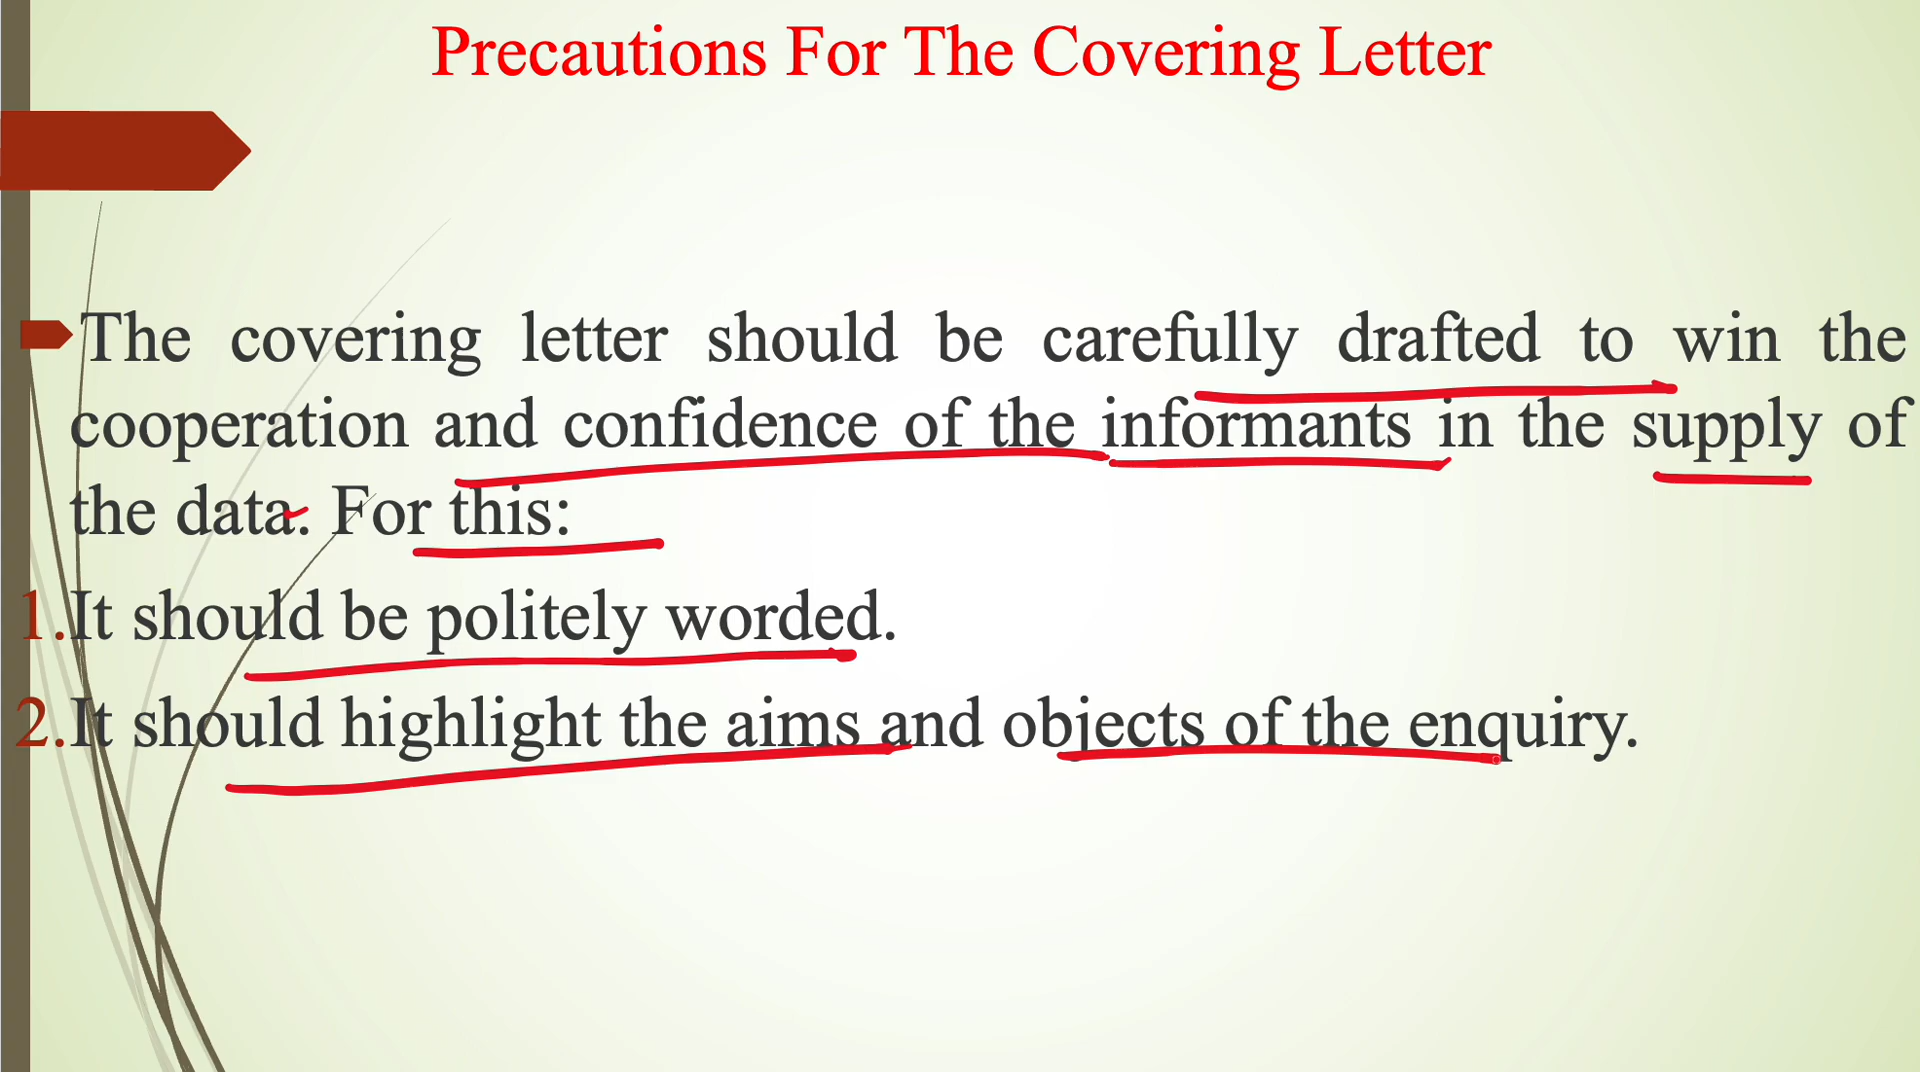 Precautions For The Covering Letter
The covering letter should be carefully drafted to win the
cooperation and confidence of the informants in the supply of
the data. For this:
1.It should be politely worded.
2.It should highlight the aims and objects of the enquiry.